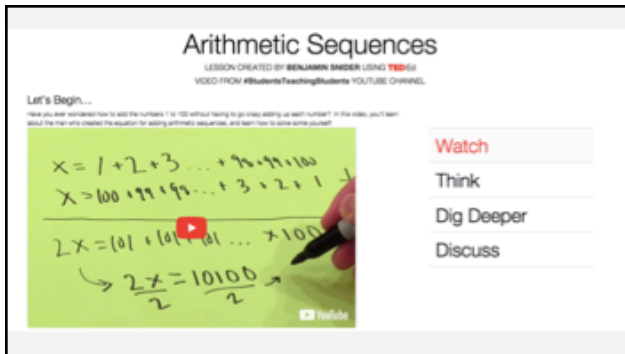 Arithmetic Sequences
LESSON CREATED BY BENJAMIN SNIDER USING TED Ed
VIDEO FROM #StudentsTeachingStudents YOUTUBE CHANNEL
Let's Begin…
Have you ever wondered how to add the numbers 1 to 100 without having to go crazy adding up each number? In the video, you'll learn
about the man who created the equation for adding arithmetic sequences, and learn how to solve some yourself!
x = 1 + 2 + 3 ... + 98 + 99 + 100
x = 100 + 99 + 98 ... + 3 + 2 + 1
2x = 101 + 101 + 101 ... x 100
2x = 10100
2 2
YouTube
Watch
Think
Dig Deeper
Discuss